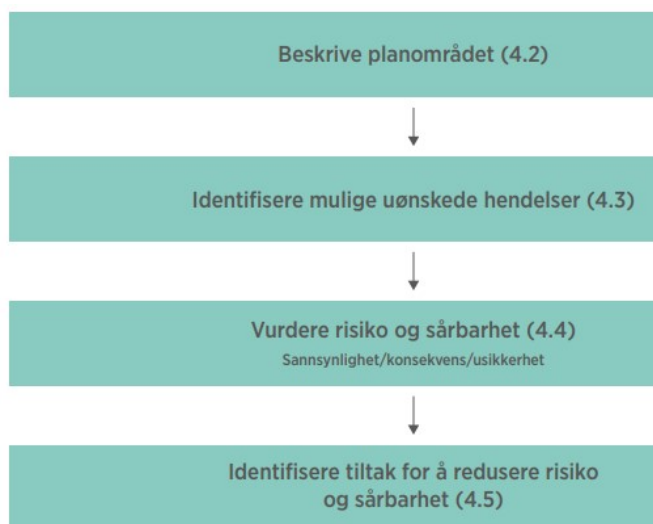 Beskrive planområdet (4.2)
Identifisere mulige uønskede hendelser (4.3)
Vurdere risiko og sårbarhet (4.4)
Sannsynlighet/konsekvens/usikkerhet
Identifisere tiltak for å redusere risiko
og sårbarhet (4.5)